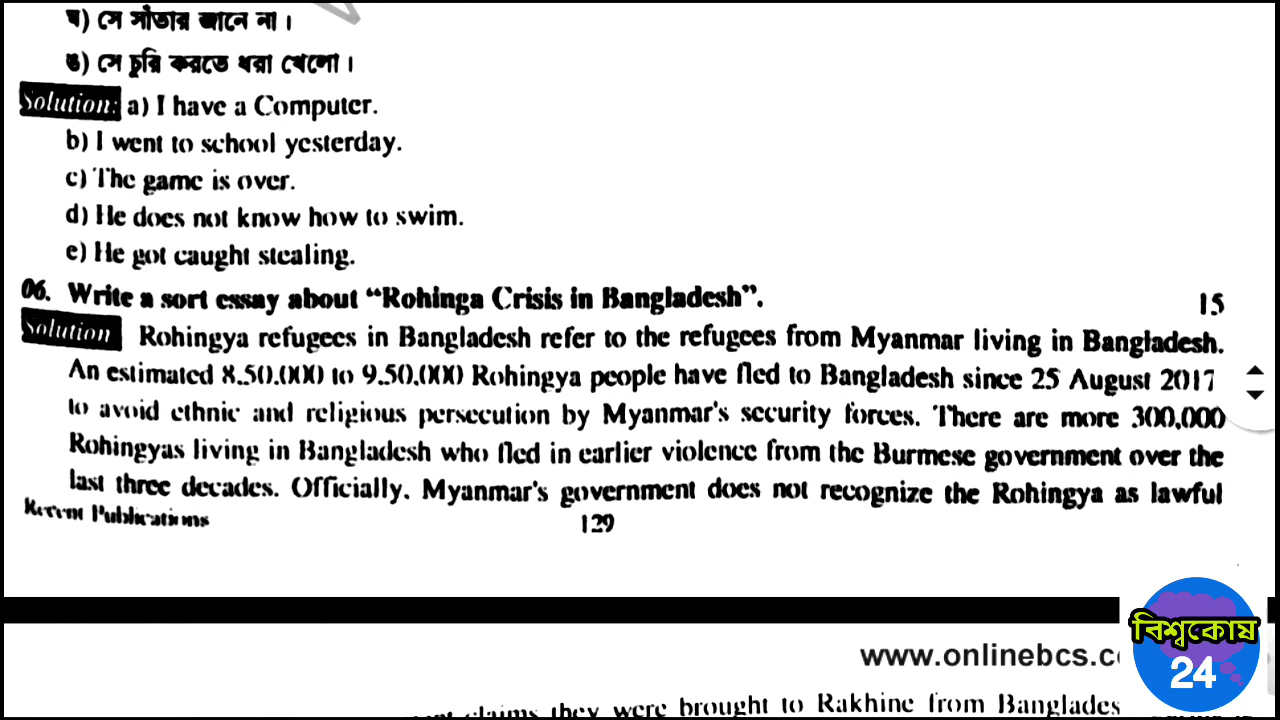 ঘ) সে সাঁতার জানে না।
ঙ) সে চুরি করতে ধরা খেলো।
Solution: a) I have a Computer.
b) I went to school yesterday.
c) The game is over.
d) He does not know how to swim.
e) He got caught stealing.
06. Write a sort essay about “Rohinga Crisis in Bangladesh”. 15
Solution Rohingya refugees in Bangladesh refer to the refugees from Myanmar living in Bangladesh.
An estimated 8,50,000 to 9,50,000 Rohingya people have fled to Bangladesh since 25 August 2017
to avoid ethnic and religious persecution by Myanmar's security forces. There are more 300,000
Rohingyas living in Bangladesh who fled in earlier violence from the Burmese government over the
last three decades. Officially, Myanmar's government does not recognize the Rohingya as lawful
Recent Publications 129
বিশ্বকোষ
24
www.onlinebcs.c
claims they were brought to Rakhine from Banglades